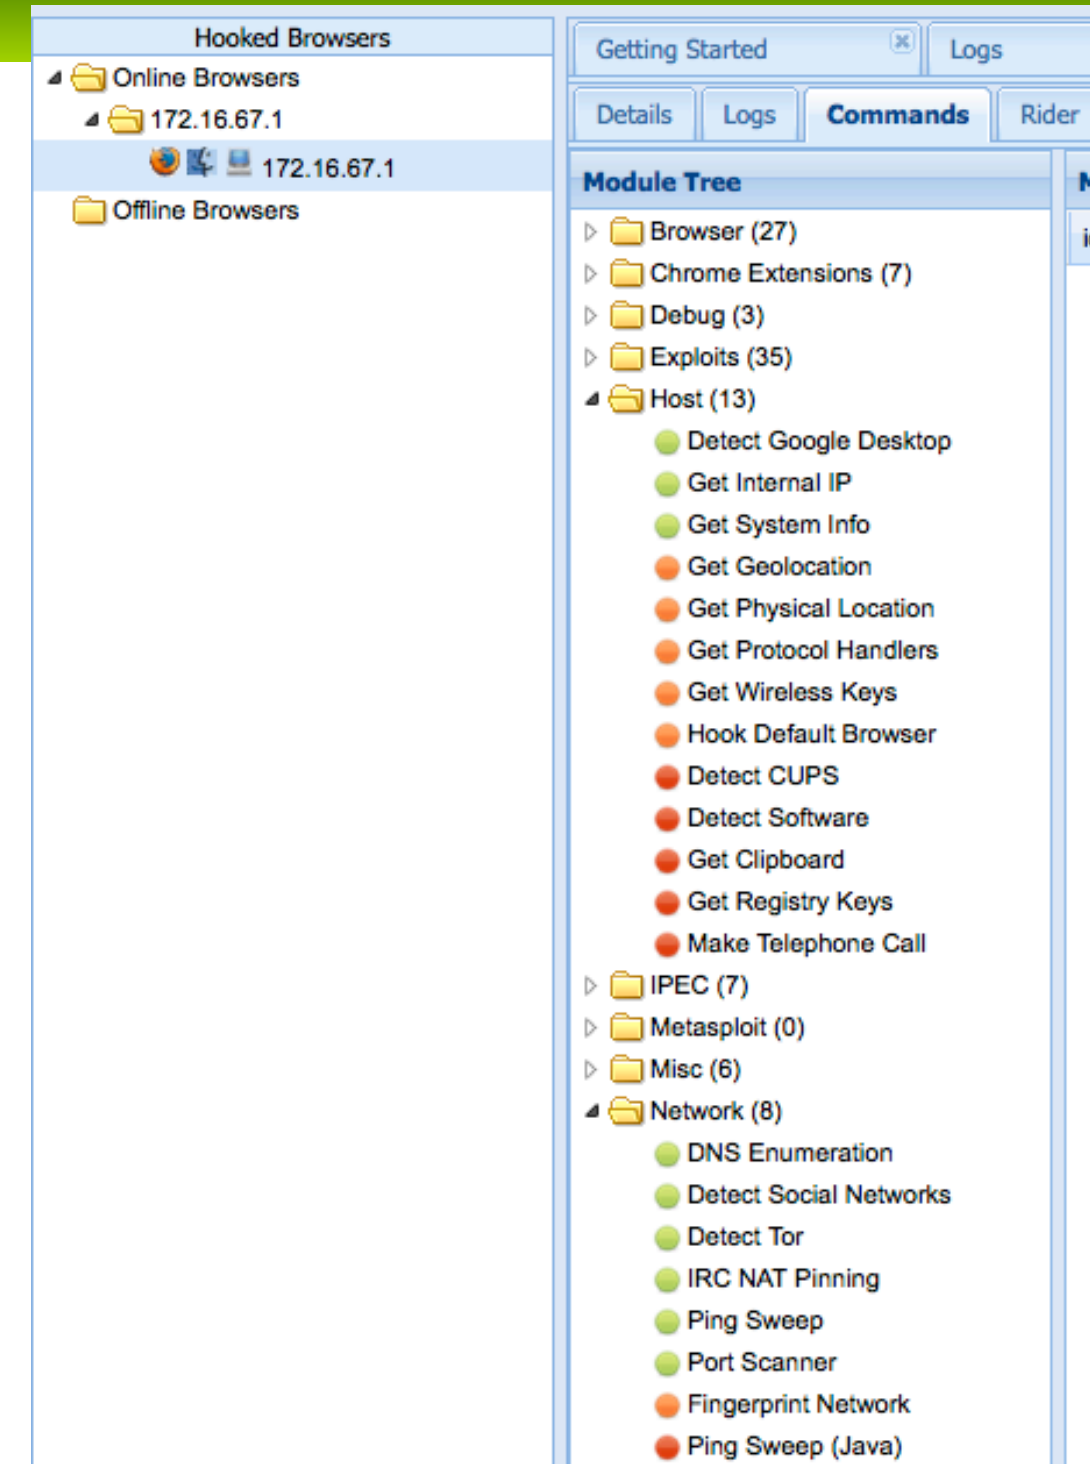 Hooked Browsers
Online Browsers
172.16.67.1
172.16.67.1
Offline Browsers
Getting Started
Logs
Details
Logs
Commands
Rider
Module Tree
Browser (27)
Chrome Extensions (7)
Debug (3)
Exploits (35)
Host (13)
Detect Google Desktop
Get Internal IP
Get System Info
Get Geolocation
Get Physical Location
Get Protocol Handlers
Get Wireless Keys
Hook Default Browser
Detect CUPS
Detect Software
Get Clipboard
Get Registry Keys
Make Telephone Call
IPEC (7)
Metasploit (0)
Misc (6)
Network (8)
DNS Enumeration
Detect Social Networks
Detect Tor
IRC NAT Pinning
Ping Sweep
Port Scanner
Fingerprint Network
Ping Sweep (Java)